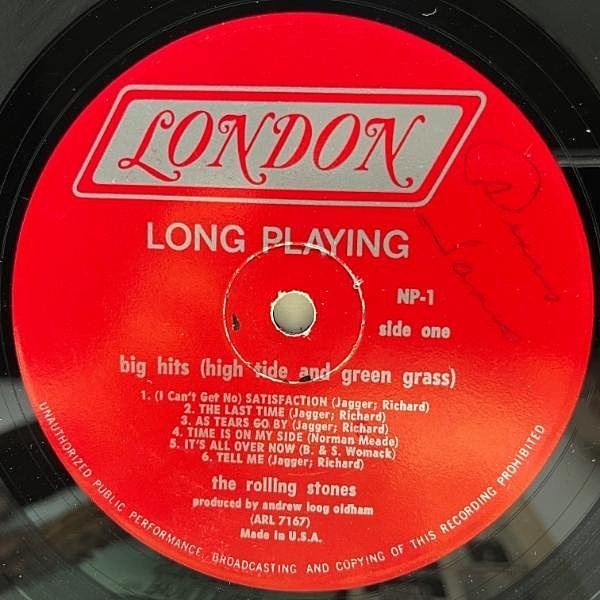 LONDON
LONG PLAYING
NP-1
side one
big hits (high tide and green grass)
1. (I Can't Get No) SATISFACTION (Jagger; Richard)
2. THE LAST TIME (Jagger; Richard)
3. AS TEARS GO BY (Jagger; Richard)
4. TIME IS ON MY SIDE (Norman Meade)
5. IT'S ALL OVER NOW (B. & S. Womack)
6. TELL ME (Jagger; Richard)
the rolling stones
produced by andrew loog oldham
(ARL 7167)
Made in U.S.A.
UNAUTHORIZED PUBLIC PERFORMANCE, BROADCASTING AND COPYING OF THIS RECORDING PROHIBITED